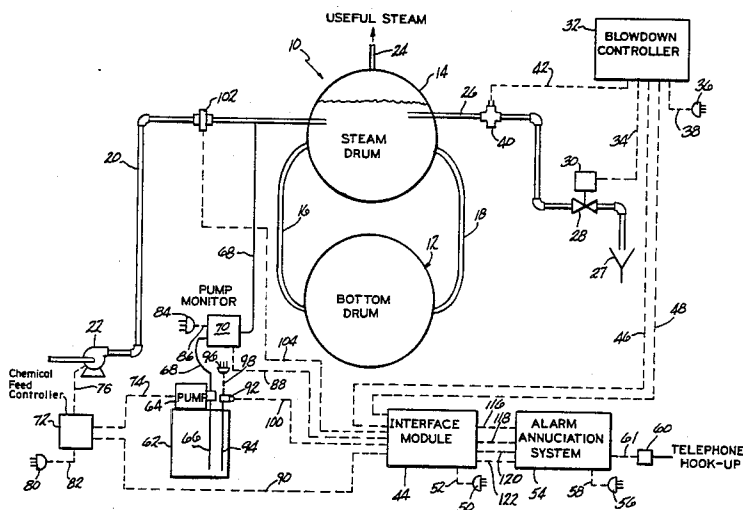 USEFUL STEAM
10
24
14
32
BLOWDOWN
CONTROLLER
36
38
42
34
102
26
40
20
STEAM
DRUM
30
28
27
16
18
12
68
BOTTOM
DRUM
46
48
PUMP
MONITOR
84
86
70
22
96
98
104
88
68
Chemical
Feed Controller
76
74
64
PUMP
92
100
72
62
66
94
80
82
90
INTERFACE
MODULE
44
116
118
120
122
ALARM
ANNUCIATION
SYSTEM
54
61
60
TELEPHONE
HOOK-UP
52
50
58
56